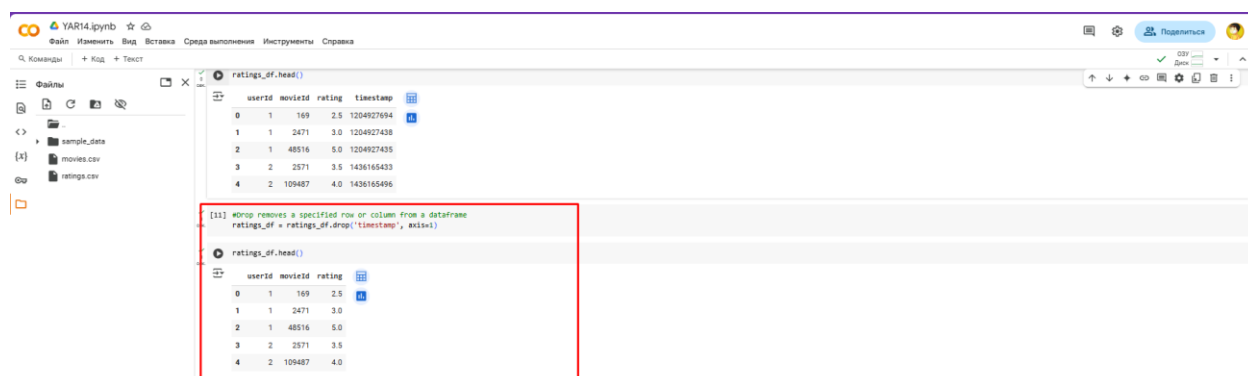 CO YAR14.ipynb
Файл Изменить Вид Вставка Среда выполнения Инструменты Справка
Поделиться
Команды + Код + Текст
ОЗУ
Диск
Файлы
..
sample_data
movies.csv
ratings.csv
ratings_df.head()
userId movieId rating timestamp
0 1 169 2.5 1204927694
1 1 2471 3.0 1204927438
2 1 48516 5.0 1204927435
3 2 2571 3.5 1436165433
4 2 109487 4.0 1436165496
[11] #Drop removes a specified row or column from a dataframe
ratings_df = ratings_df.drop('timestamp', axis=1)
ratings_df.head()
userId movieId rating
0 1 169 2.5
1 1 2471 3.0
2 1 48516 5.0
3 2 2571 3.5
4 2 109487 4.0